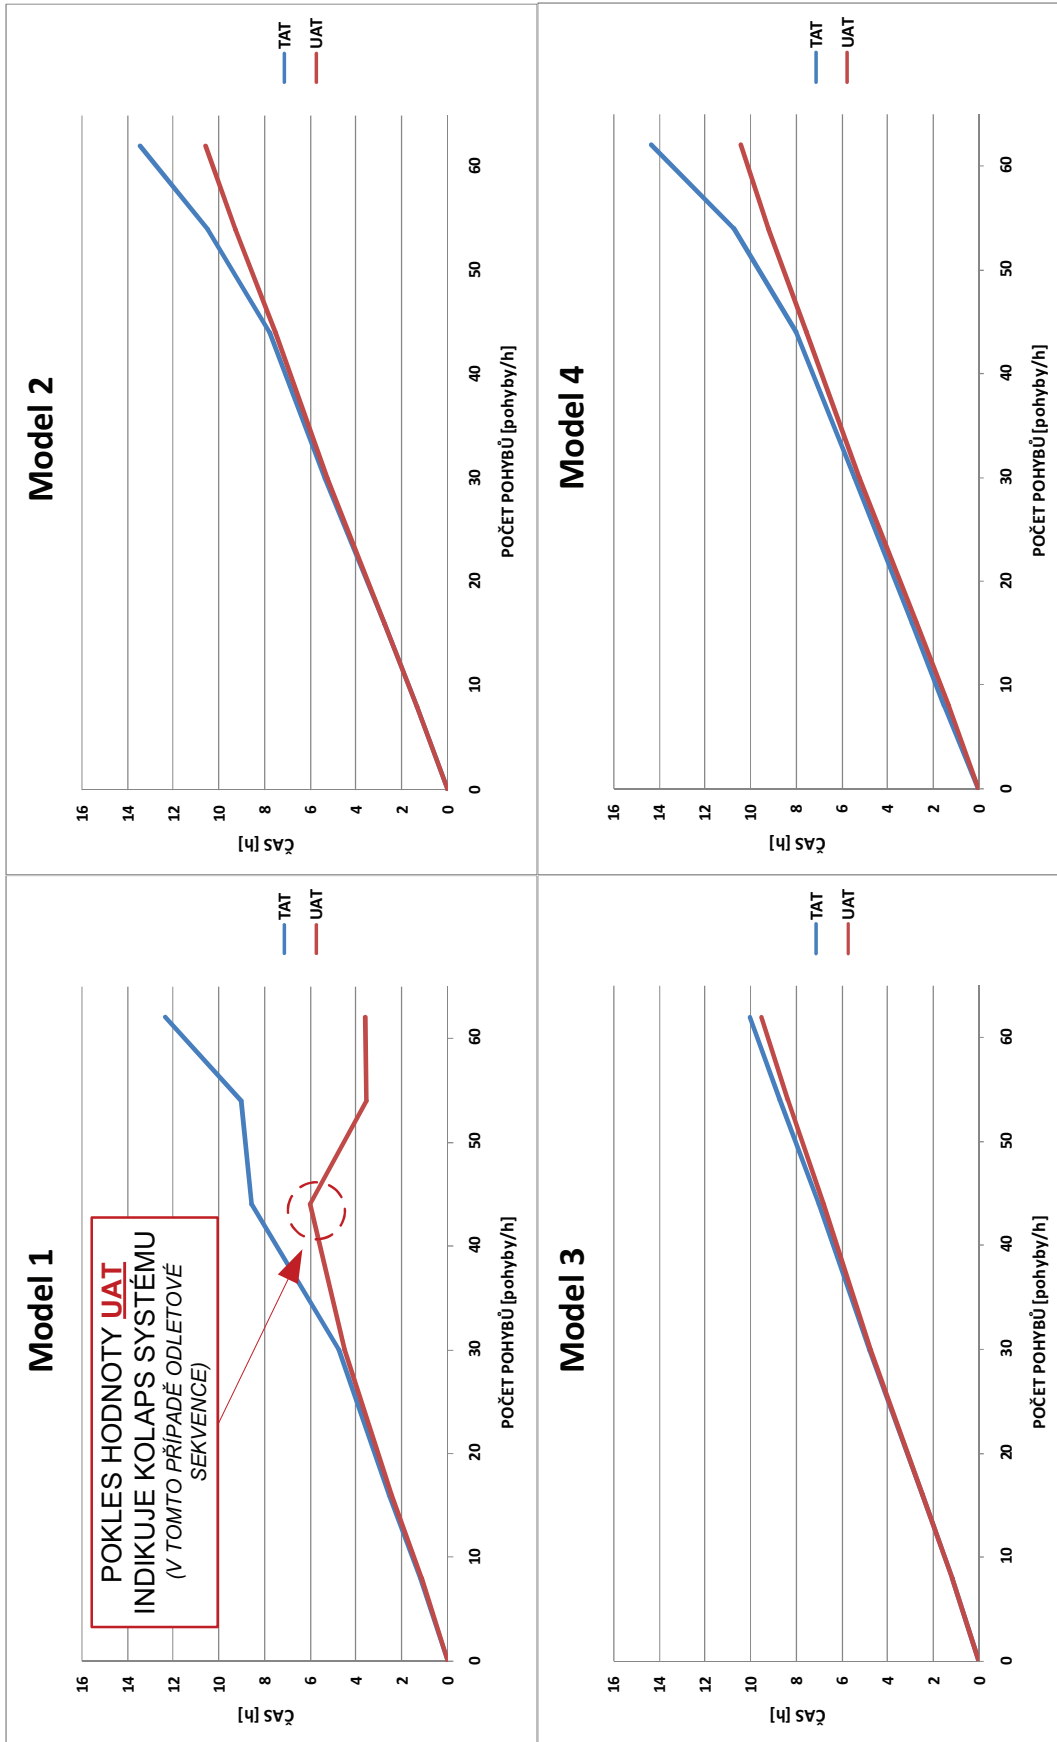 Model 1
POKLES HODNOTY UAT
INDIKUJE KOLAPS SYSTÉMU
(V TOMTO PŘÍPADĚ ODLETOVÉ
SEKVENCE)
ČAS [h]
16
14
12
10
8
6
4
2
0
0
10
20
30
40
50
60
POČET POHYBŮ [pohyby/h]
TAT
UAT
Model 2
ČAS [h]
16
14
12
10
8
6
4
2
0
0
10
20
30
40
50
60
POČET POHYBŮ [pohyby/h]
TAT
UAT
Model 3
ČAS [h]
16
14
12
10
8
6
4
2
0
0
10
20
30
40
50
60
POČET POHYBŮ [pohyby/h]
TAT
UAT
Model 4
ČAS [h]
16
14
12
10
8
6
4
2
0
0
10
20
30
40
50
60
POČET POHYBŮ [pohyby/h]
TAT
UAT